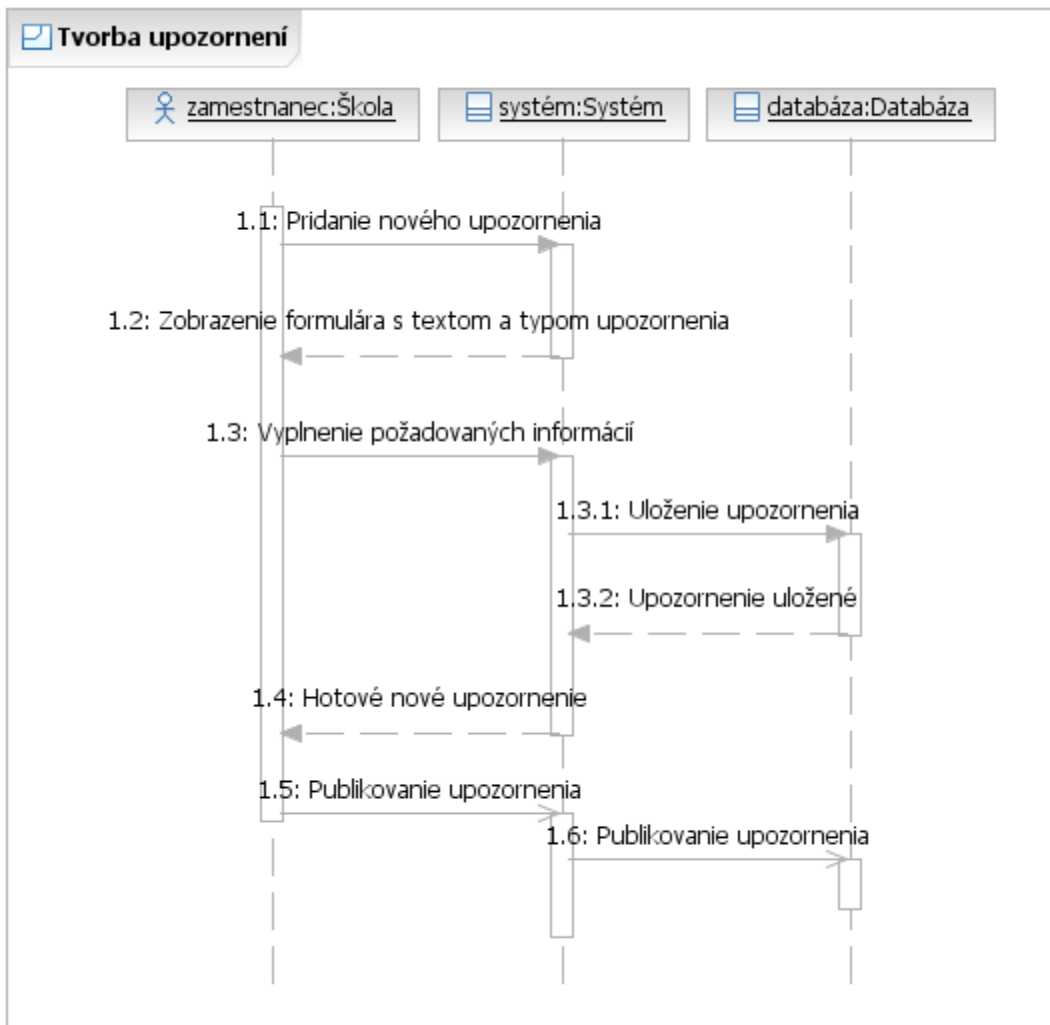 Tvorba upozornení
zamestnanec:Škola
systém:Systém
databáza:Databáza
1.1: Pridanie nového upozornenia
1.2: Zobrazenie formulára s textom a typom upozornenia
1.3: Vyplnenie požadovaných informácií
1.3.1: Uloženie upozornenia
1.3.2: Upozornenie uložené
1.4: Hotové nové upozornenie
1.5: Publikovanie upozornenia
1.6: Publikovanie upozornenia